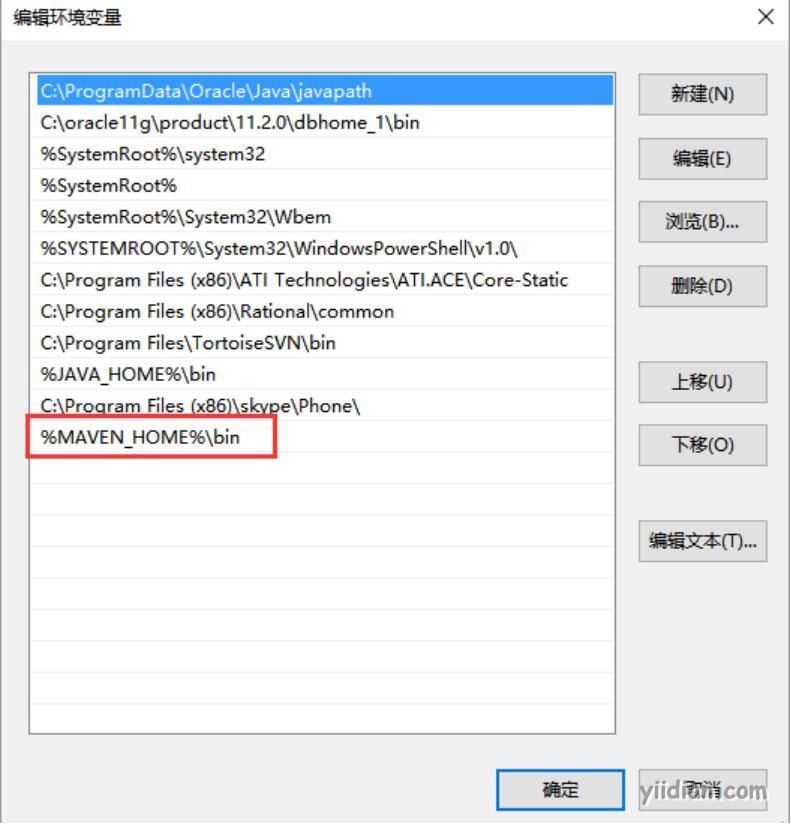 编辑环境变量
C:\ProgramData\Oracle\Java\javapath
C:\oracle11g\product\11.2.0\dbhome_1\bin
%SystemRoot%\system32
%SystemRoot%
%SystemRoot%\System32\Wbem
%SYSTEMROOT%\System32\WindowsPowerShell\v1.0\
C:\Program Files (x86)\ATI Technologies\ATI.ACE\Core-Static
C:\Program Files (x86)\Rational\common
C:\Program Files\TortoiseSVN\bin
%JAVA_HOME%\bin
C:\Program Files (x86)\skype\Phone\
%MAVEN_HOME%\bin
新建(N)
编辑(E)
浏览(B)...
删除(D)
上移(U)
下移(O)
编辑文本(T)...
确定
取消
yiidian.com